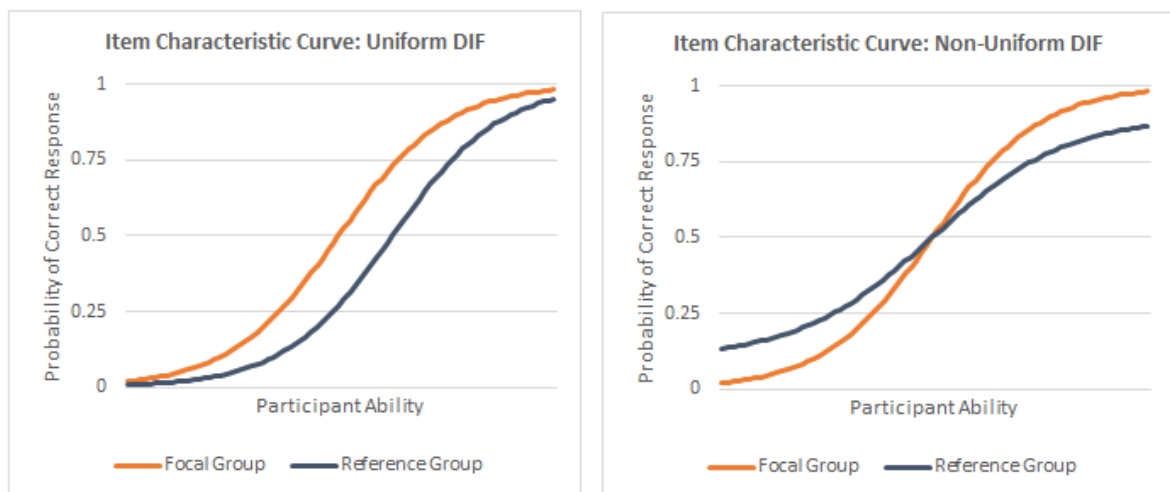 Item Characteristic Curve: Uniform DIF
Probability of Correct Response
1
0.75
0.5
0.25
0
Participant Ability
Focal Group
Reference Group
Item Characteristic Curve: Non-Uniform DIF
Probability of Correct Response
1
0.75
0.5
0.25
0
Participant Ability
Focal Group
Reference Group